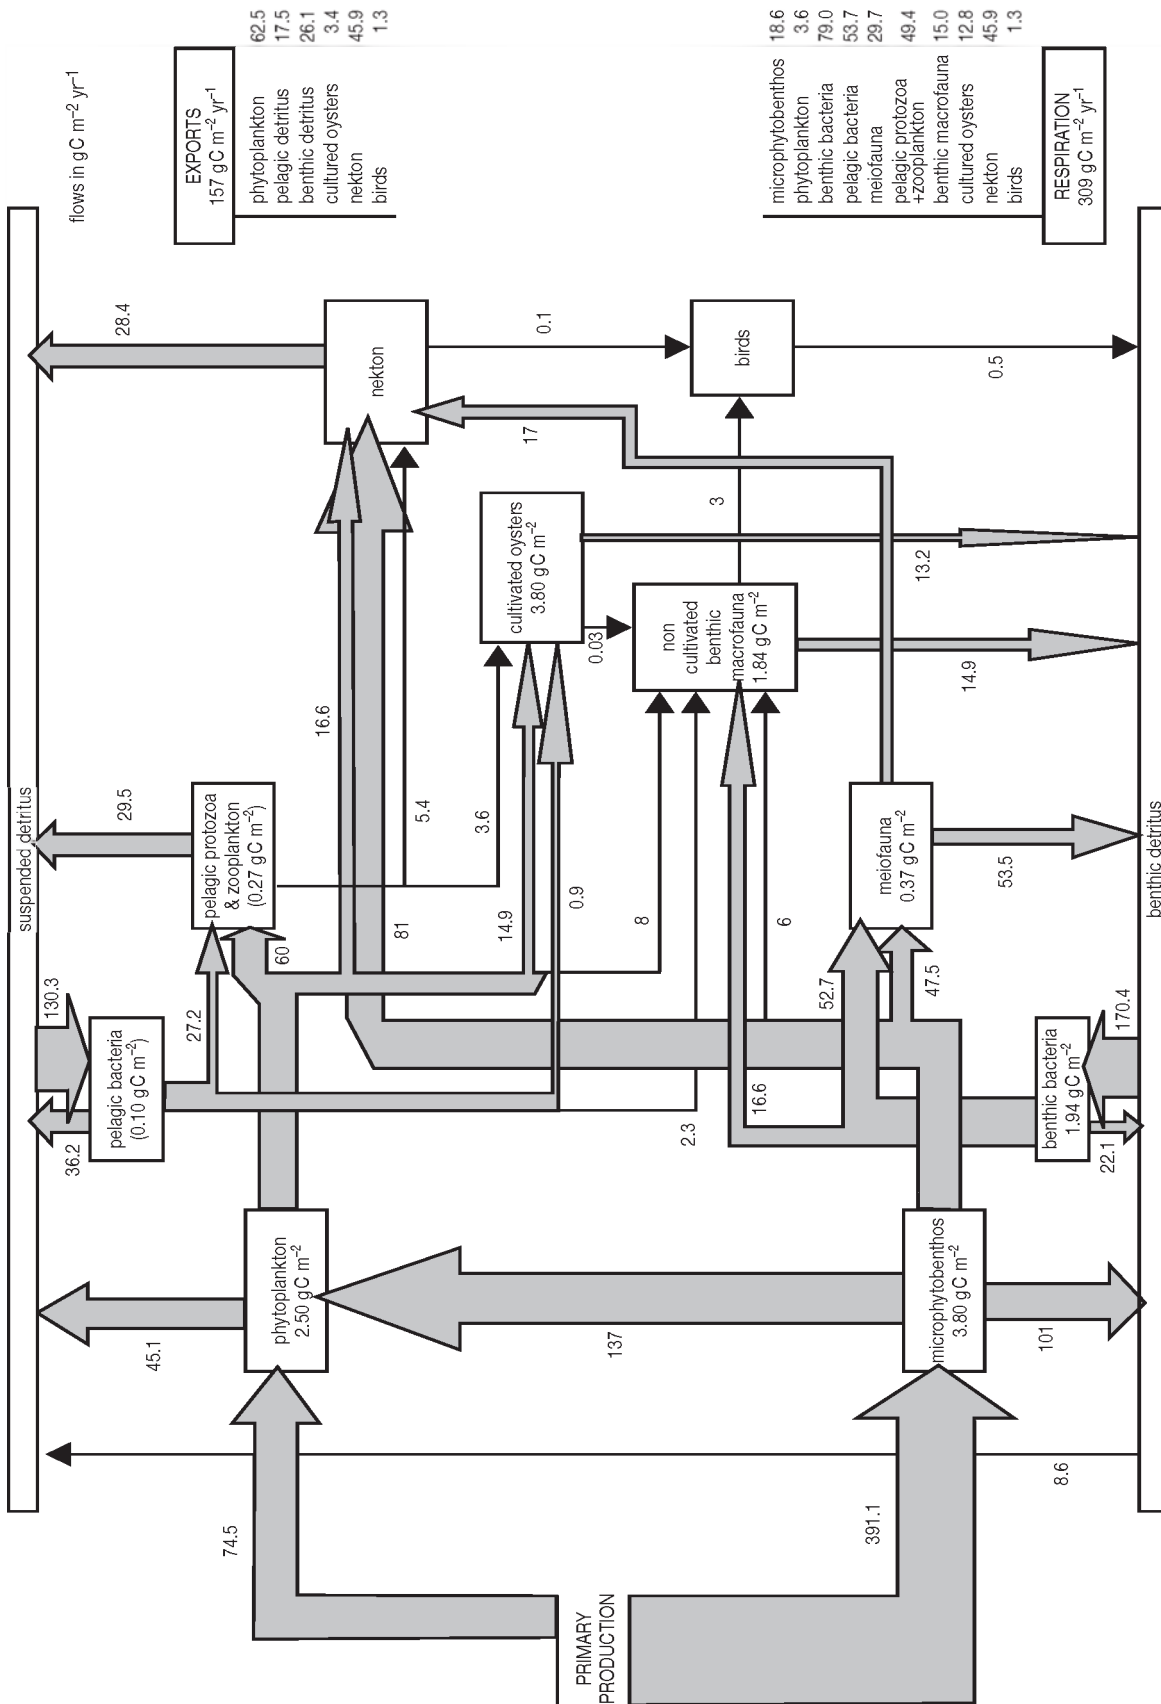 suspended detritus
flows in gC m⁻² yr⁻¹
EXPORTS
157 gC m⁻² yr⁻¹
phytoplankton 62.5
pelagic detritus 17.5
benthic detritus 26.1
cultured oysters 3.4
nekton 45.9
birds 1.3
microphytobenthos 18.6
phytoplankton 3.6
benthic bacteria 79.0
pelagic bacteria 53.7
meiofauna 29.7
pelagic protozoa
+zooplankton 49.4
benthic macrofauna 15.0
cultured oysters 12.8
nekton 45.9
birds 1.3
RESPIRATION
309 gC m⁻² yr⁻¹
45.1
36.2
130.3
29.5
28.4
pelagic bacteria
(0.10 gC m⁻²)
pelagic protozoa
& zooplankton
(0.27 gC m⁻²)
27.2
60
74.5
phytoplankton
2.50 gC m⁻²
16.6
nekton
81
5.4
3.6
14.9
0.9
17
0.1
cultivated oysters
3.80 gC m⁻²
0.03
PRIMARY
PRODUCTION
137
2.3
8
6
16.6
non
cultivated
benthic
macrofauna
1.84 gC m⁻²
3
birds
52.7
47.5
391.1
microphytobenthos
3.80 gC m⁻²
meiofauna
0.37 gC m⁻²
14.9
13.2
0.5
8.6
101
benthic bacteria
1.94 gC m⁻²
22.1
170.4
53.5
benthic detritus